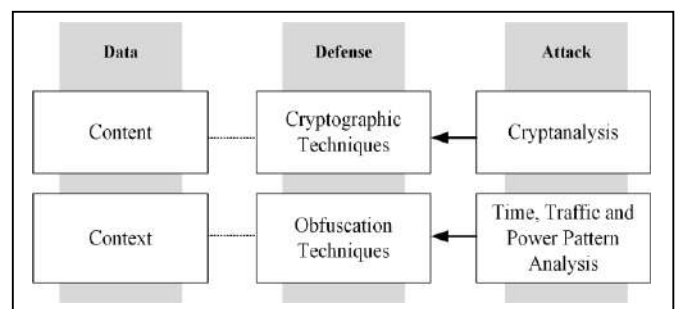 Data
Defense
Attack
Content
Cryptographic
Techniques
Cryptanalysis
Context
Obfuscation
Techniques
Time, Traffic and
Power Pattern
Analysis